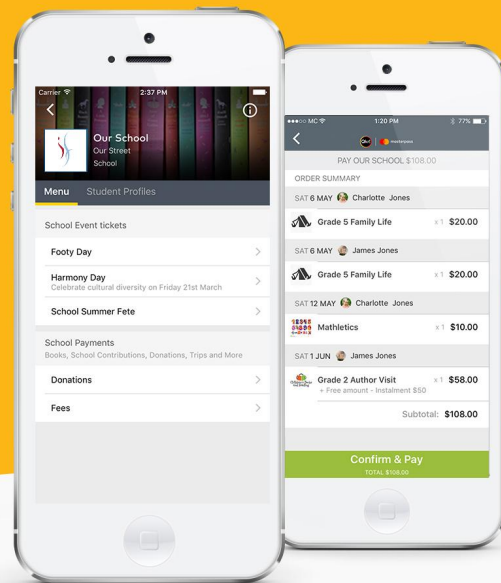 Carrier
2:37 PM
Our School
Our Street
School
Menu
Student Profiles
School Event tickets
Footy Day
Harmony Day
Celebrate cultural diversity on Friday 21st March
School Summer Fete
School Payments
Books, School Contributions, Donations, Trips and More
Donations
Fees
MC
1:20 PM
77%
Qkr!
masterpass
PAY OUR SCHOOL $108.00
ORDER SUMMARY
SAT 6 MAY Charlotte Jones
Grade 5 Family Life x 1 $20.00
SAT 6 MAY James Jones
Grade 5 Family Life x 1 $20.00
SAT 12 MAY Charlotte Jones
Mathletics x 1 $10.00
SAT 1 JUN James Jones
Grade 2 Author Visit x 1 $58.00
+ Free amount - Instalment $50
Subtotal: $108.00
Confirm & Pay
TOTAL $108.00